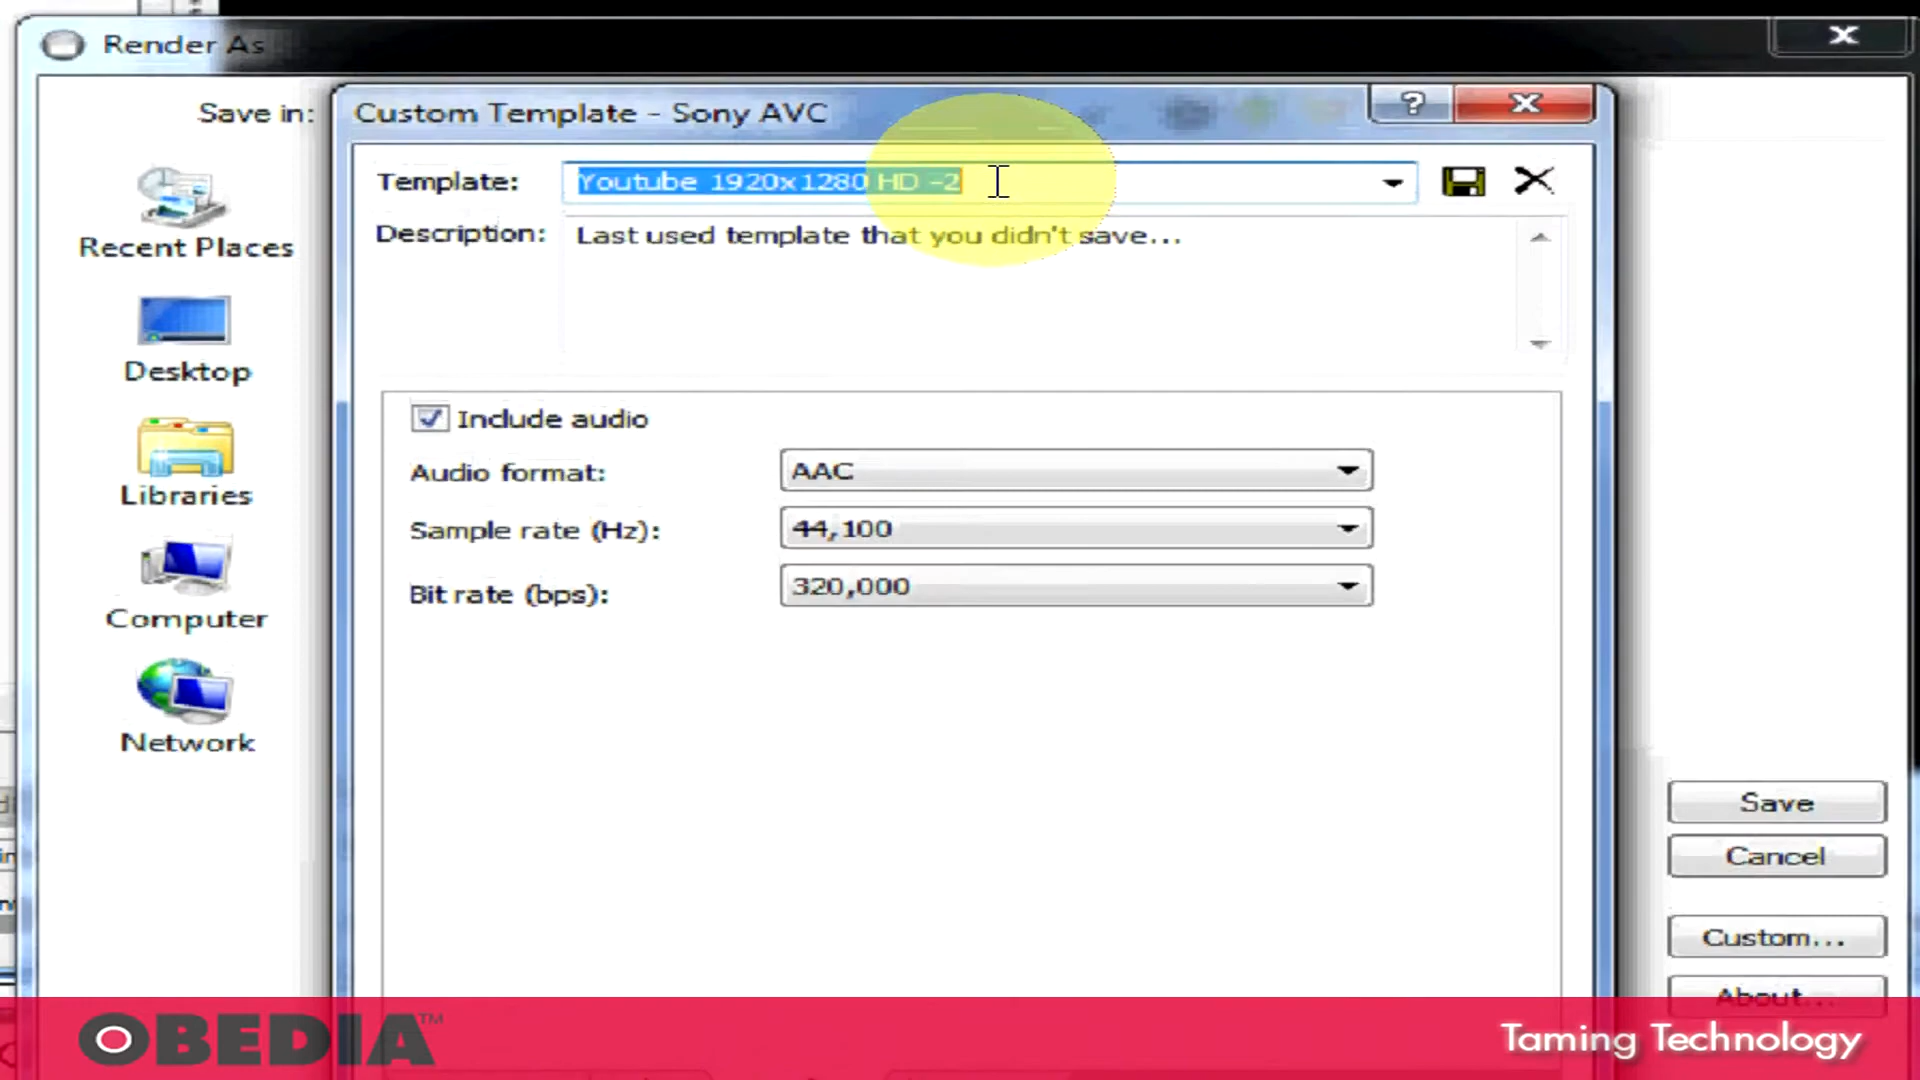 Render As
Save in:
Custom Template - Sony AVC
Template:
Youtube 1920x1280 HD -2
Description:
Last used template that you didn't save...
Recent Places
Desktop
Libraries
Computer
Network
Include audio
Audio format:
AAC
Sample rate (Hz):
44,100
Bit rate (bps):
320,000
Save
Cancel
Custom...
About...
OBEDIA™
Taming Technology